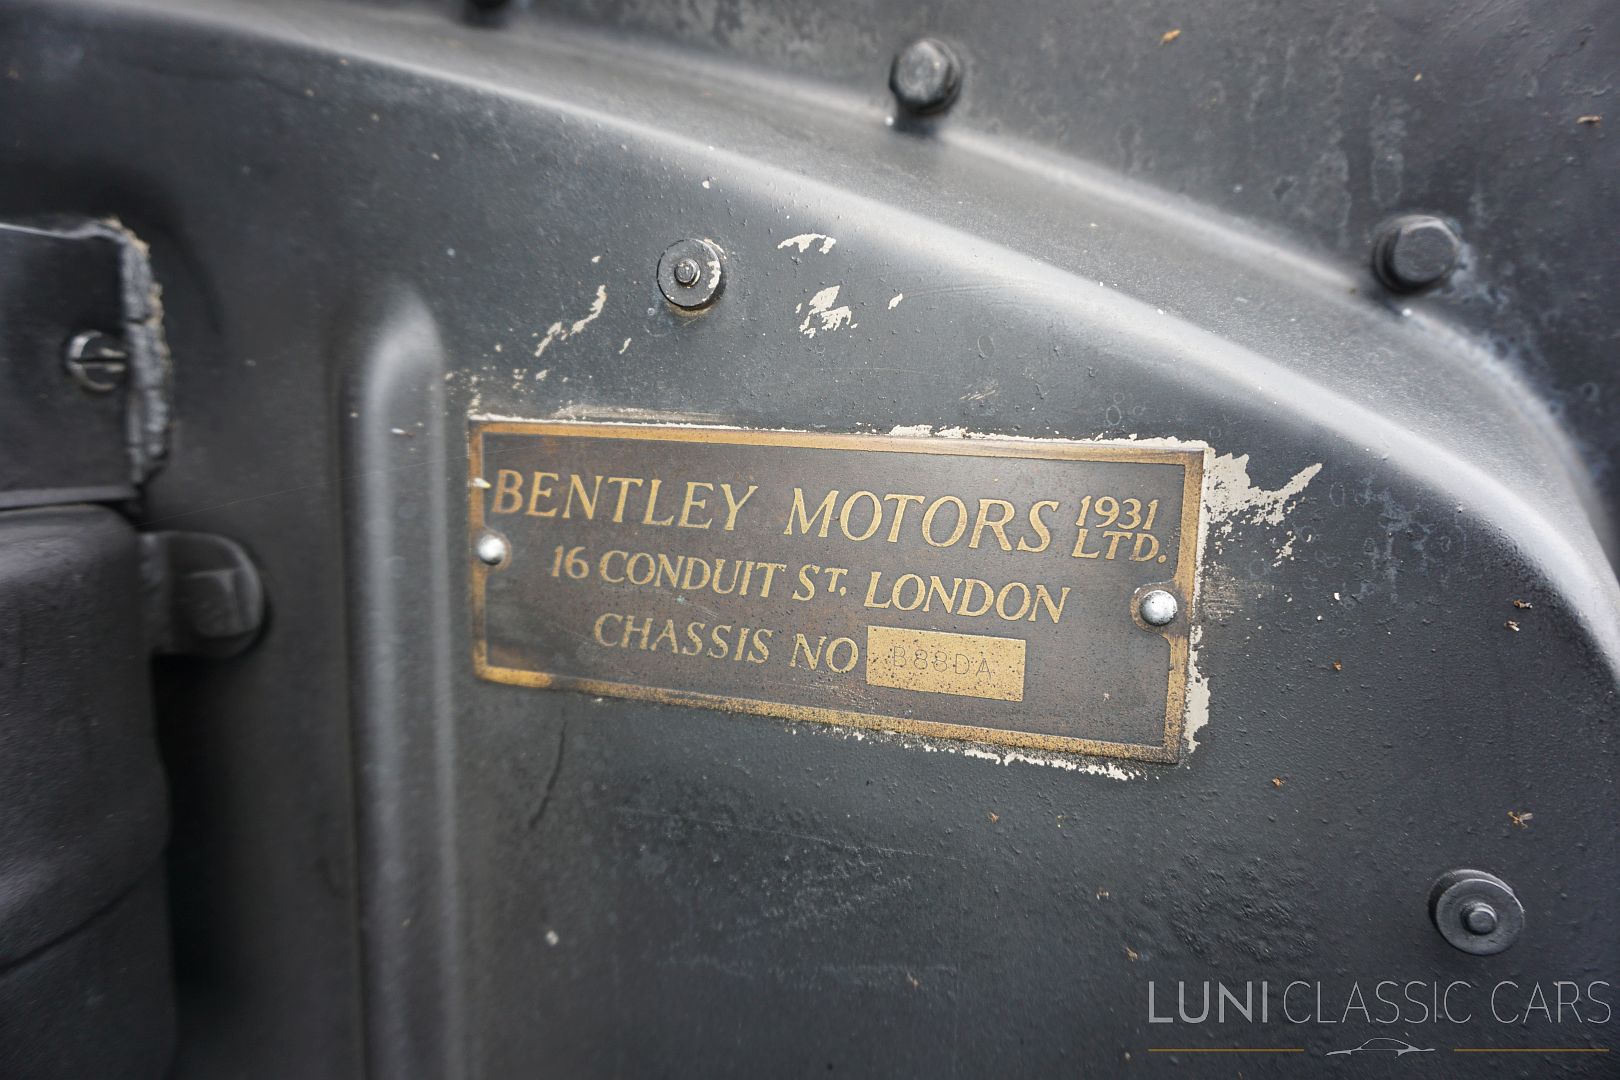 BENTLEY MOTORS 1931 LTD.
16 CONDUIT ST. LONDON
CHASSIS NO B88DA
LUNI CLASSIC CARS